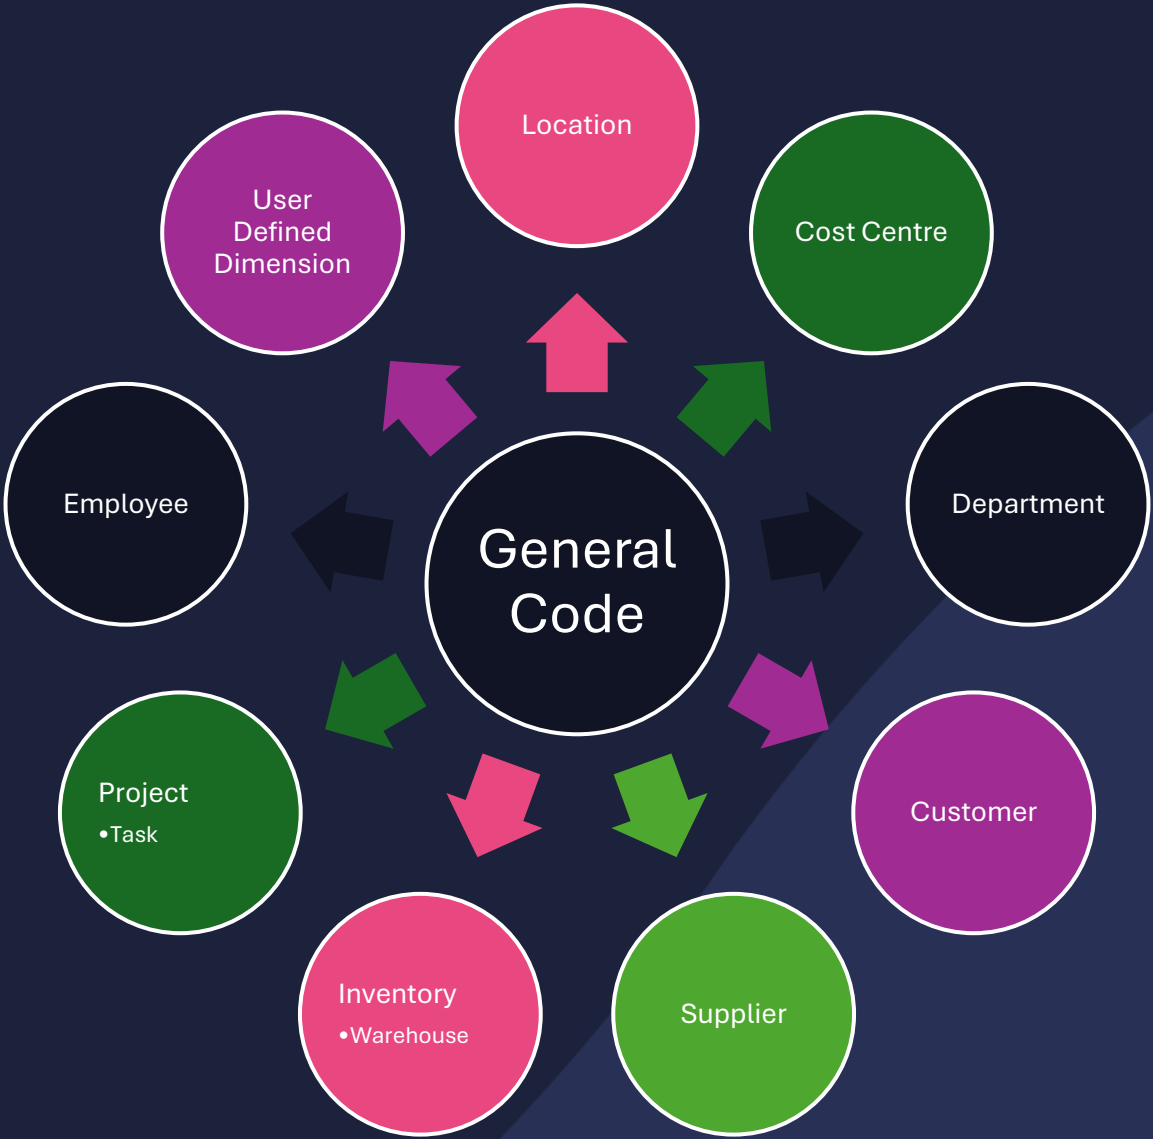 Location
Cost Centre
Department
Customer
Supplier
Inventory
•Warehouse
Project
•Task
Employee
User
Defined
Dimension
General
Code